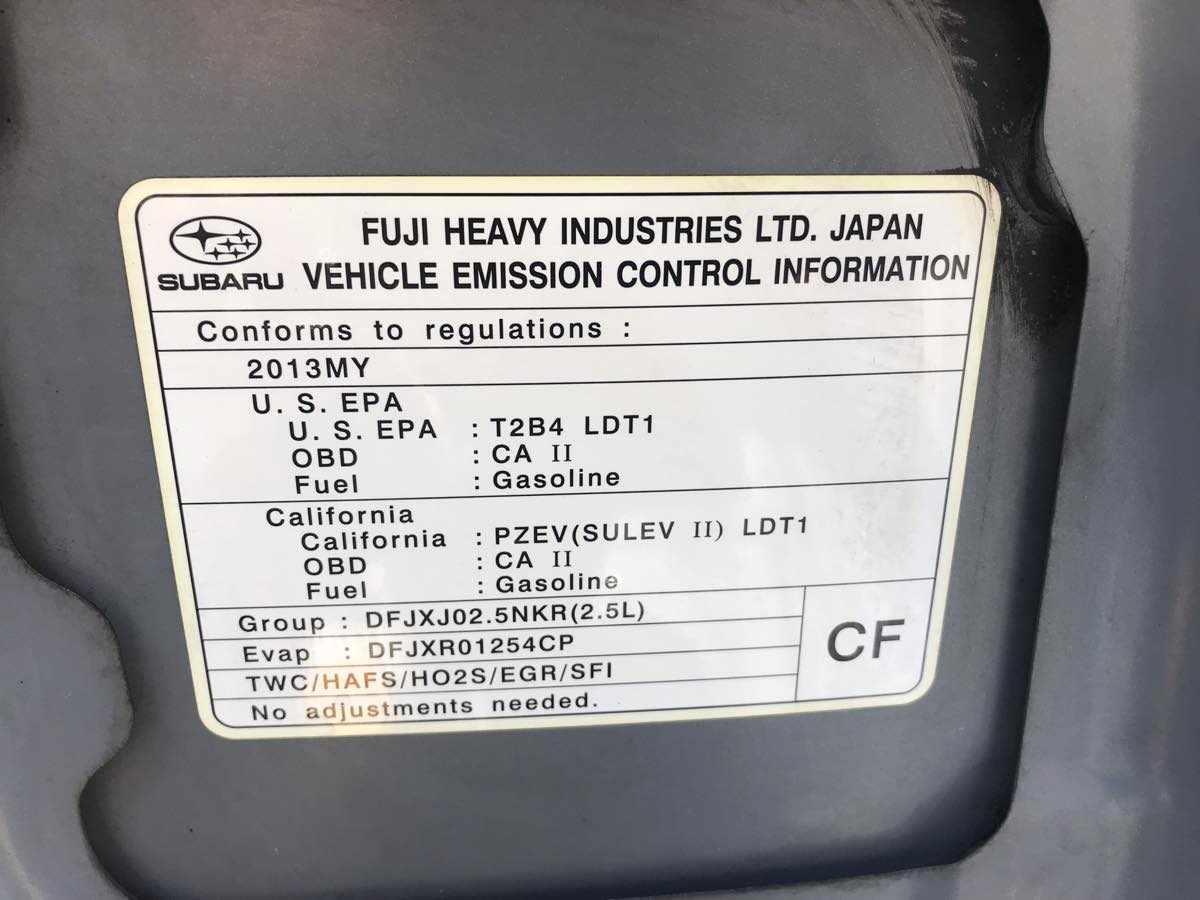 FUJI HEAVY INDUSTRIES LTD. JAPAN
SUBARU VEHICLE EMISSION CONTROL INFORMATION
Conforms to regulations :
2013MY
U. S. EPA
U. S. EPA : T2B4 LDT1
OBD : CA II
Fuel : Gasoline
California
California : PZEV(SULEV II) LDT1
OBD : CA II
Fuel : Gasoline
Group : DFJXJ02.5NKR(2.5L)
Evap : DFJXR01254CP
TWC/HAFS/HO2S/EGR/SFI
No adjustments needed.
CF